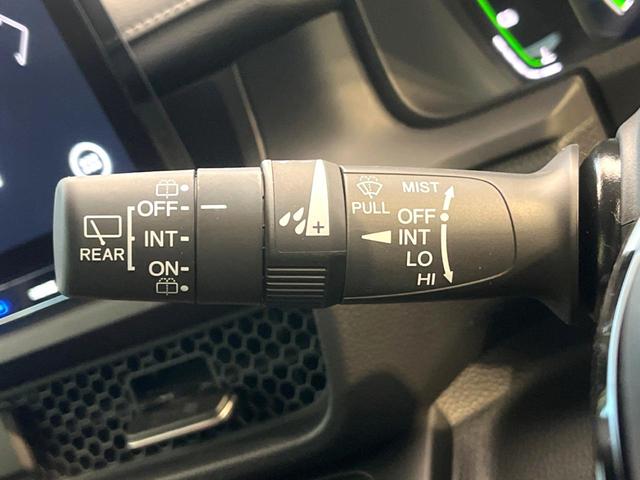 OFF
INT
ON
REAR
+
PULL
MIST
OFF
INT
LO
HI